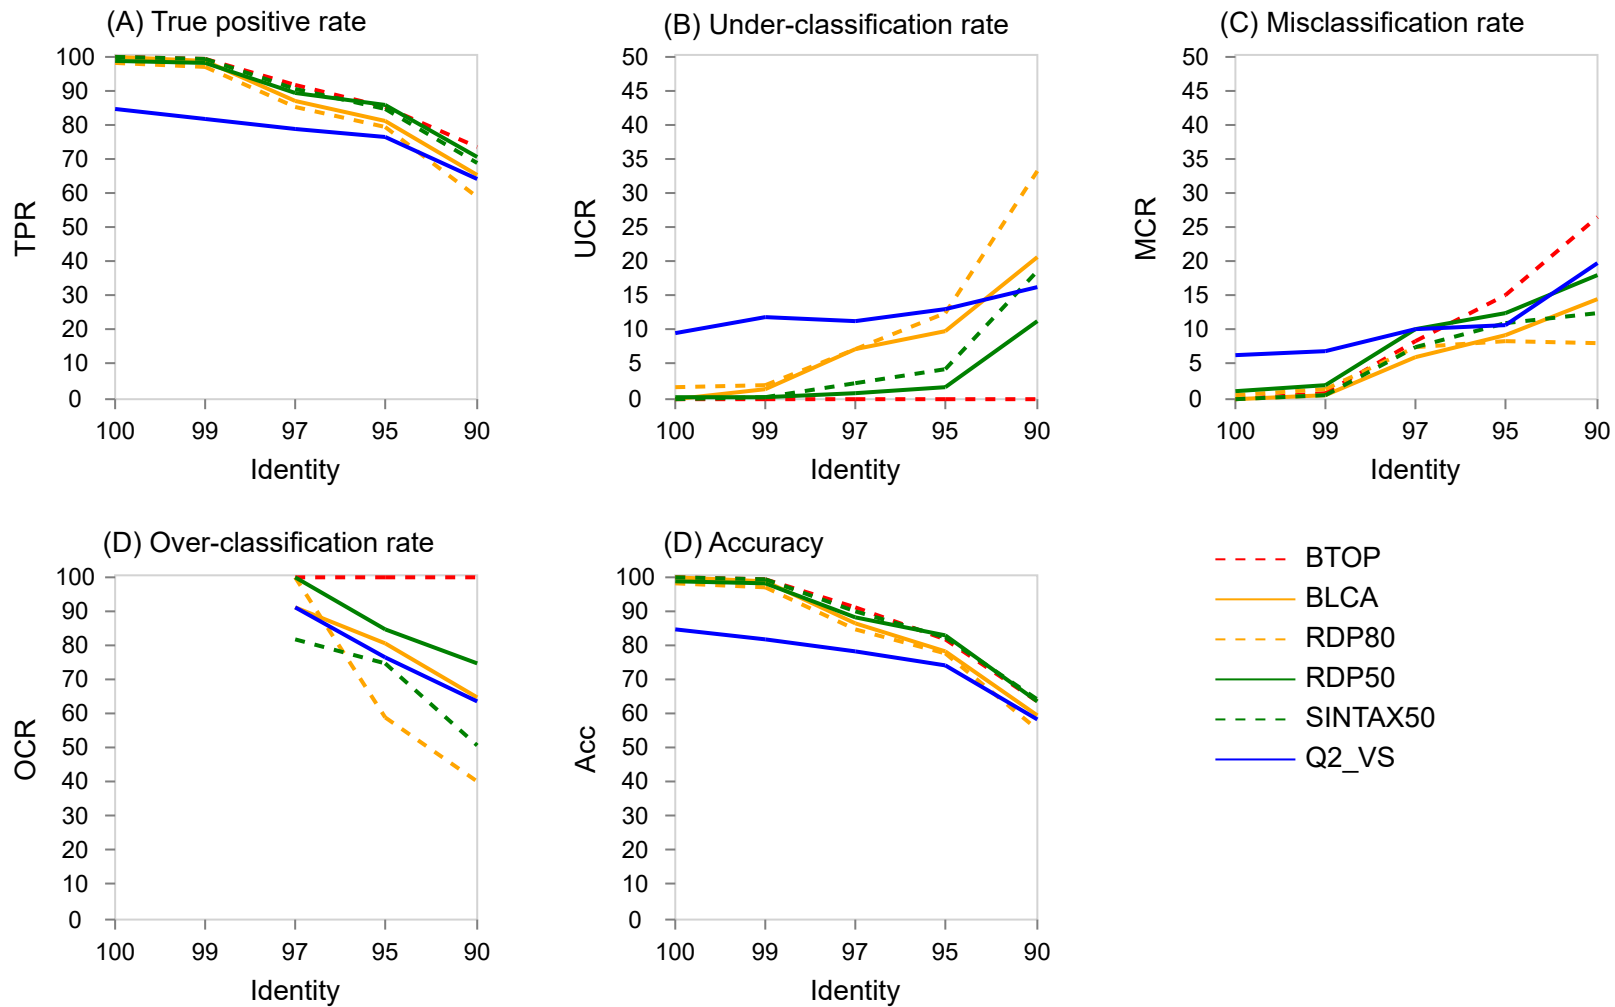 (A) True positive rate
100
90
80
70
60
50
40
30
20
10
0
TPR
100 99 97 95 90
Identity
(B) Under-classification rate
50
45
40
35
30
25
20
15
10
5
0
UCR
100 99 97 95 90
Identity
(C) Misclassification rate
50
45
40
35
30
25
20
15
10
5
0
MCR
100 99 97 95 90
Identity
(D) Over-classification rate
100
90
80
70
60
50
40
30
20
10
0
OCR
100 99 97 95 90
Identity
(D) Accuracy
100
90
80
70
60
50
40
30
20
10
0
Acc
100 99 97 95 90
Identity
BTOP
BLCA
RDP80
RDP50
SINTAX50
Q2_VS